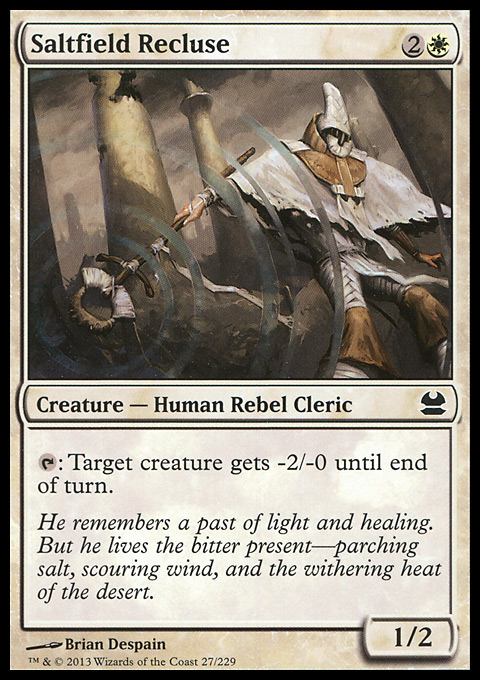 Saltfield Recluse 2
Creature — Human Rebel Cleric
: Target creature gets -2/-0 until end
of turn.
He remembers a past of light and healing.
But he lives the bitter present—parching
salt, scouring wind, and the withering heat
of the desert.
Brian Despain
1/2
™ & © 2013 Wizards of the Coast 27/229